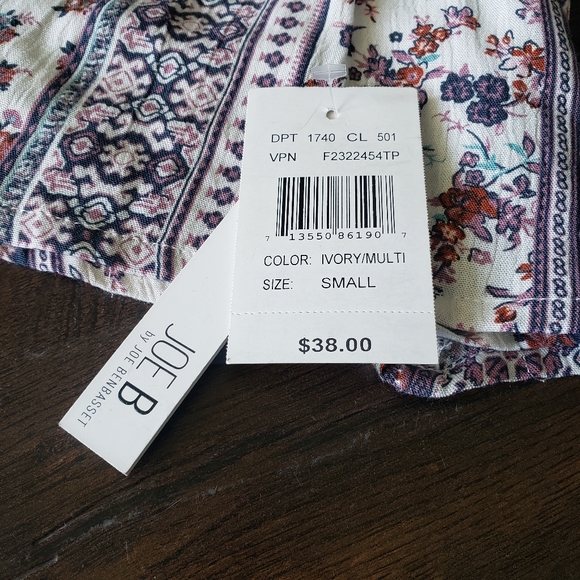 DPT 1740 CL 501
VPN F2322454TP
7 13550 86190 7
COLOR: IVORY/MULTI
SIZE: SMALL
$38.00
JOE B
by JOE BENBASSET